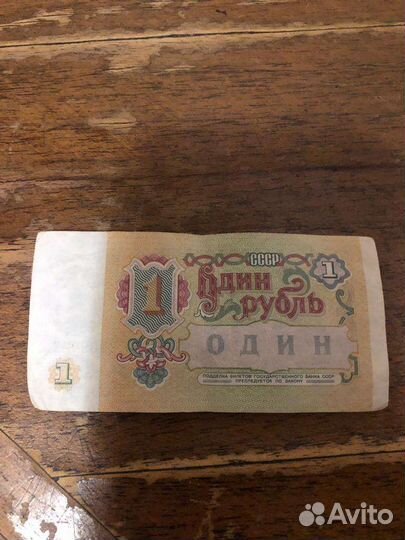 СССР
1
Один
1
рубль
ОДИН
1
ПОДДЕЛКА БИЛЕТОВ ГОСУДАРСТВЕННОГО БАНКА СССР
ПРЕСЛЕДУЕТСЯ ПО ЗАКОНУ
Avito